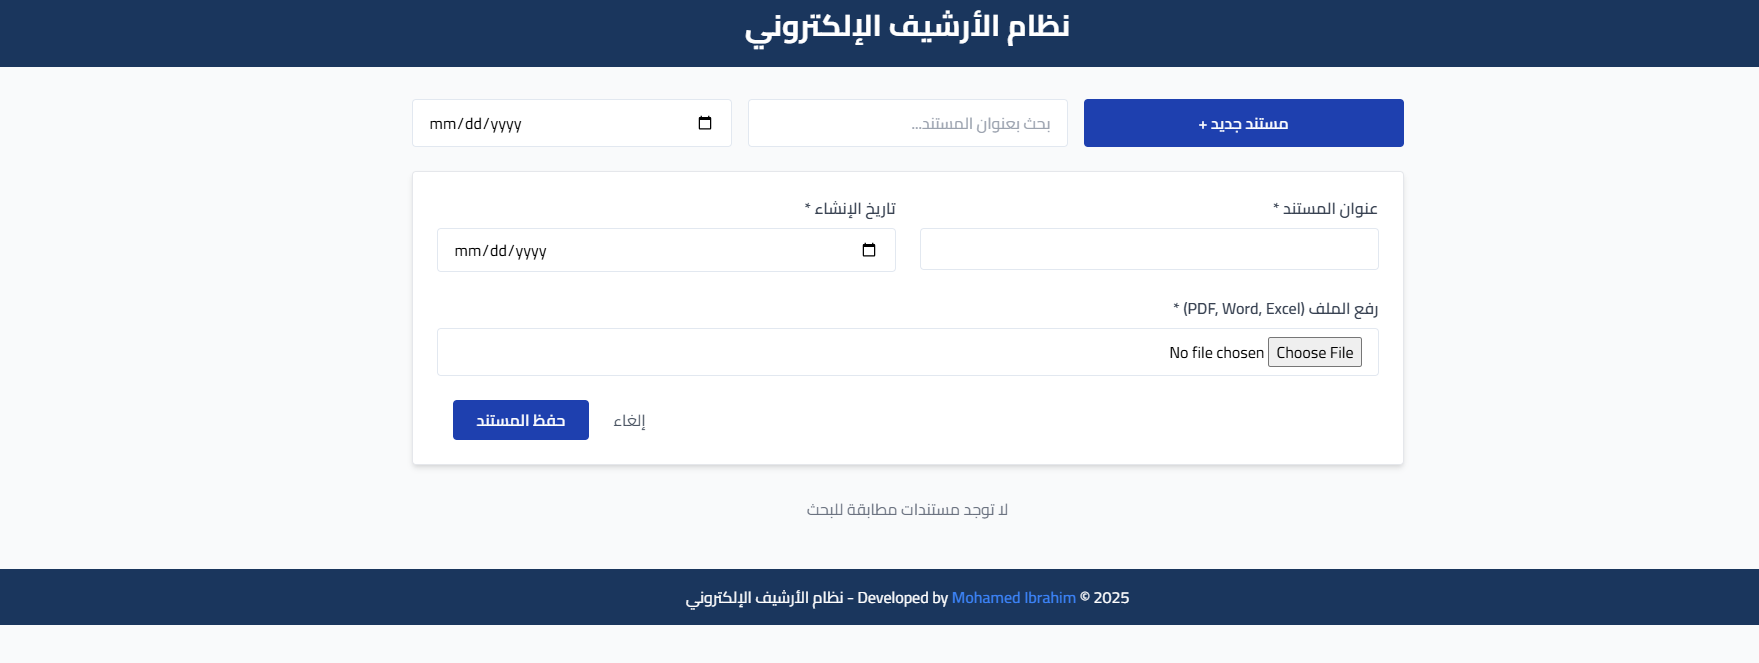 نظام الأرشيف الإلكتروني
مستند جديد +
بحث بعنوان المستند...
mm/dd/yyyy
عنوان المستند *
تاريخ الإنشاء *
mm/dd/yyyy
رفع الملف (PDF, Word, Excel) *
Choose File No file chosen
إلغاء
حفظ المستند
لا توجد مستندات مطابقة للبحث
نظام الأرشيف الإلكتروني - Developed by Mohamed Ibrahim © 2025